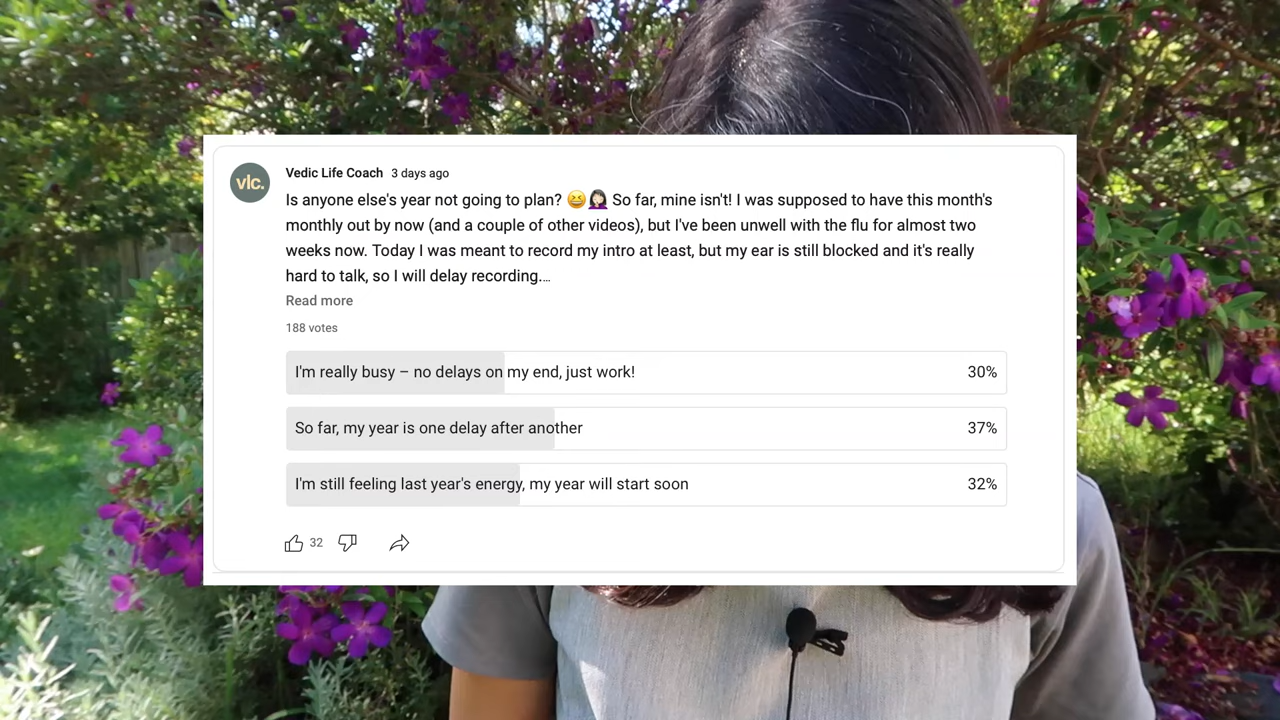 vlc.
Vedic Life Coach 3 days ago
Is anyone else's year not going to plan? 😆🤦🏻‍♀️ So far, mine isn't! I was supposed to have this month's
monthly out by now (and a couple of other videos), but I've been unwell with the flu for almost two
weeks now. Today I was meant to record my intro at least, but my ear is still blocked and it's really
hard to talk, so I will delay recording.…
Read more
188 votes
I'm really busy – no delays on my end, just work! 30%
So far, my year is one delay after another 37%
I'm still feeling last year's energy, my year will start soon 32%
32